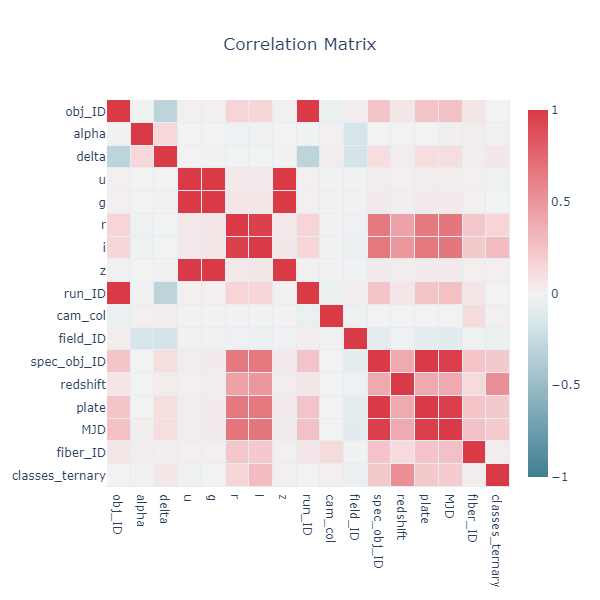 Correlation Matrix
obj_ID
alpha
delta
u
g
r
i
z
run_ID
cam_col
field_ID
spec_obj_ID
redshift
plate
MJD
fiber_ID
classes_ternary
obj_ID
alpha
delta
u
g
r
i
z
run_ID
cam_col
field_ID
spec_obj_ID
redshift
plate
MJD
fiber_ID
classes_ternary
1
0.5
0
−0.5
−1